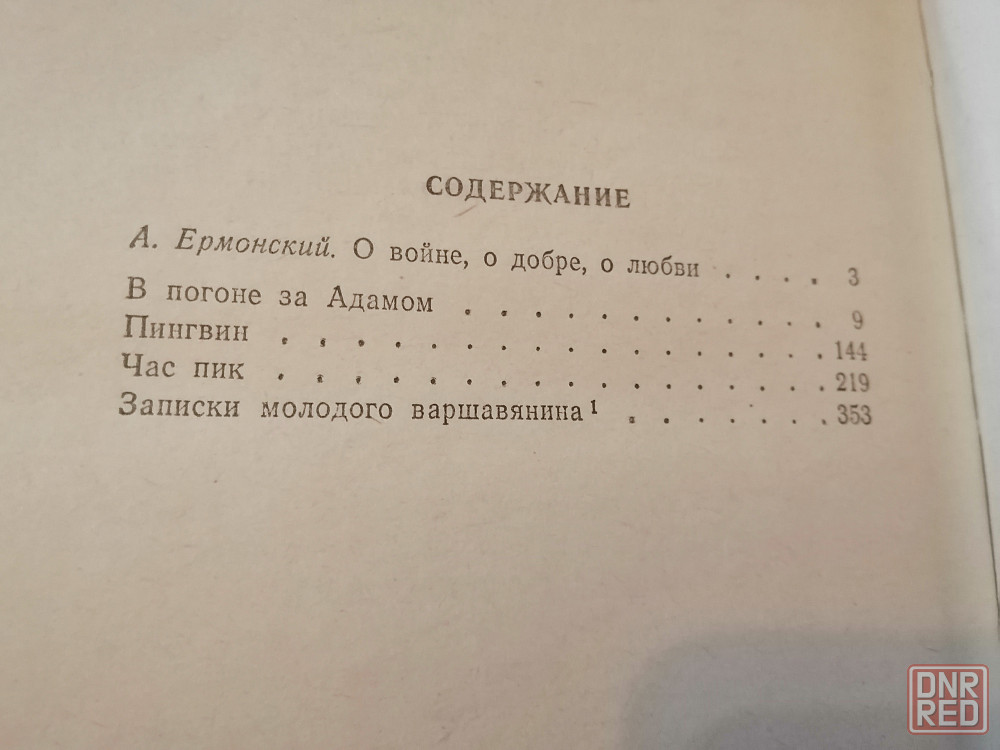 СОДЕРЖАНИЕ
А. Ермонский. О войне, о добре, о любви . . . . 3
В погоне за Адамом . . . . . . . . . . . 9
Пингвин . . . . . . . . . . . . . . . 144
Час пик . . . . . . . . . . . . . . . 219
Записки молодого варшавянина¹ . . . . . . 353
DNR
RED